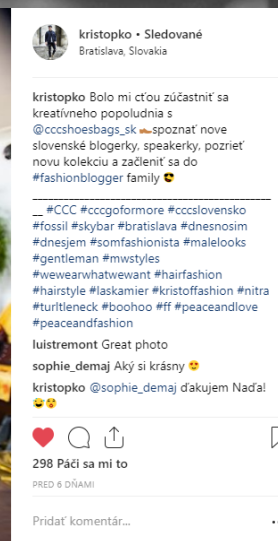 kristopko • Sledované
Bratislava, Slovakia
kristopko Bolo mi cťou zúčastniť sa
kreatívneho popoludnia s
@cccshoesbags_sk 👞spoznať nove
slovenské blogerky, speakerky, pozrieť
novu kolekciu a začleniť sa do
#fashionblogger family 😎
___________________________________________
__ #CCC #cccgoformore #cccslovensko
#fossil #skybar #bratislava #dnesnosim
#dnesjem #somfashionista #malelooks
#gentleman #mwstyles
#wewearwhatwewant #hairfashion
#hairstyle #laskamier #kristoffashion #nitra
#turltleneck #boohoo #ff #peaceandlove
#peaceandfashion
luistremont Great photo
sophie_demaj Aký si krásny 😍
kristopko @sophie_demaj ďakujem Naďa!
😅😘
298 Páči sa mi to
PRED 6 DŇAMI
Pridať komentár...